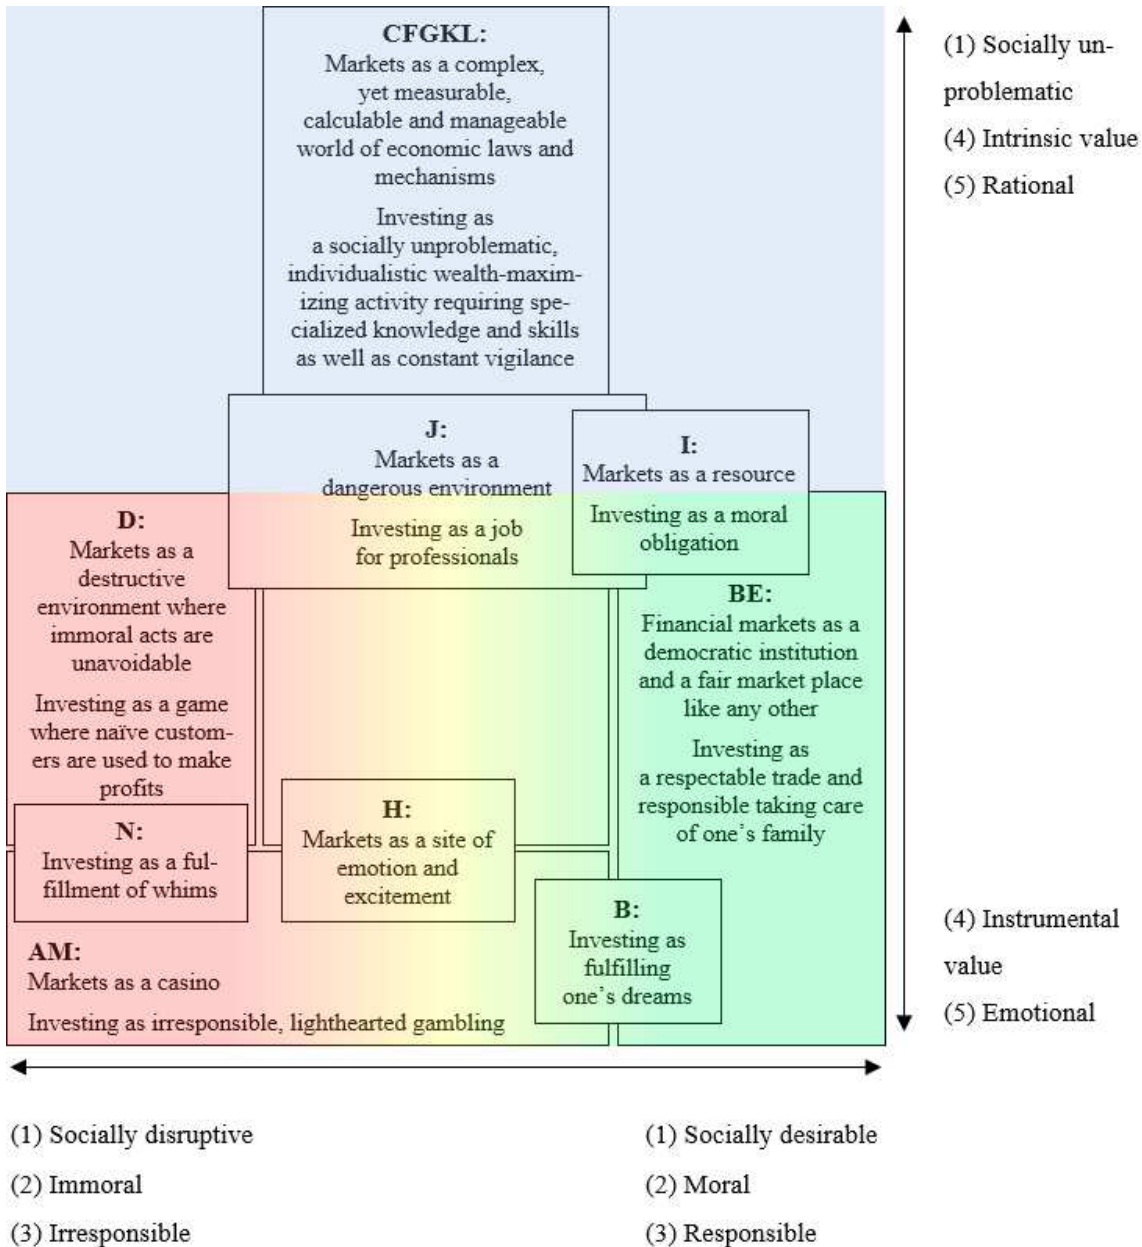 CFGKL:
Markets as a complex,
yet measurable,
calculable and manageable
world of economic laws and
mechanisms
Investing as
a socially unproblematic,
individualistic wealth-maxim-
izing activity requiring spe-
cialized knowledge and skills
as well as constant vigilance
(1) Socially un-
problematic
(4) Intrinsic value
(5) Rational
J:
Markets as a
dangerous environment
Investing as a job
for professionals
I:
Markets as a resource
Investing as a moral
obligation
D:
Markets as a
destructive
environment where
immoral acts are
unavoidable
Investing as a game
where naïve custom-
ers are used to make
profits
BE:
Financial markets as a
democratic institution
and a fair market place
like any other
Investing as
a respectable trade and
responsible taking care
of one’s family
N:
Investing as a ful-
fillment of whims
H:
Markets as a site of
emotion and
excitement
B:
Investing as
fulfilling
one’s dreams
AM:
Markets as a casino
Investing as irresponsible, lighthearted gambling
(4) Instrumental
value
(5) Emotional
(1) Socially disruptive
(2) Immoral
(3) Irresponsible
(1) Socially desirable
(2) Moral
(3) Responsible